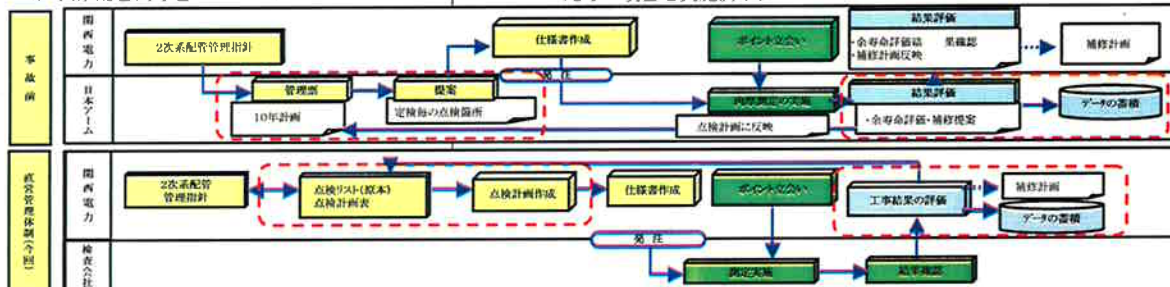 事故前
関西電力
2次系配管管理指針
仕様書作成
ポイント立会い
結果評価
・余寿命評価結 果確認
・補修計画反映
補修計画
発注
日本アーム
管理票
10年計画
提案
定検毎の点検箇所
肉厚測定の実施
点検計画に反映
結果評価
・余寿命評価・補修提案
データの蓄積
直営管理体制(今回)
関西電力
2次系配管
管理指針
点検リスト(原本)
点検計画表
点検計画作成
仕様書作成
ポイント立会い
工事結果の評価
補修計画
データの蓄積
発注
検査会社
測定実施
結果確認